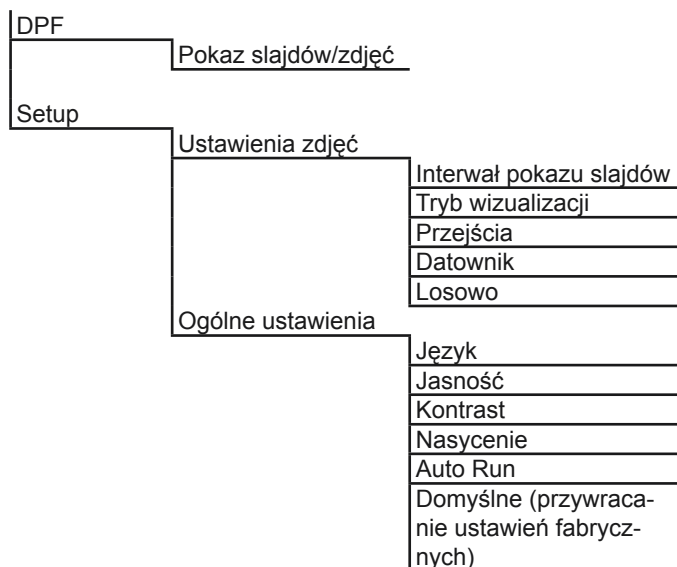 DPF
Pokaz slajdów/zdjęć
Setup
Ustawienia zdjęć
Interwał pokazu slajdów
Tryb wizualizacji
Przejścia
Datownik
Losowo
Ogólne ustawienia
Język
Jasność
Kontrast
Nasycenie
Auto Run
Domyślne (przywraca-
nie ustawień fabrycz-
nych)